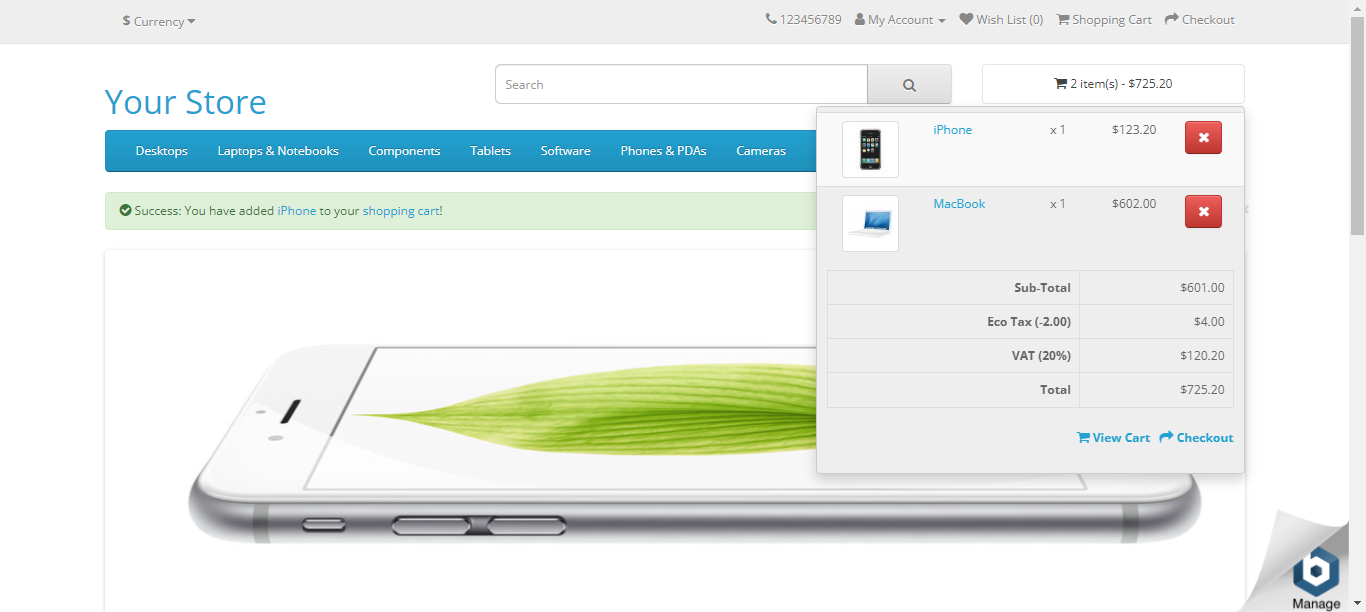 $ Currency
123456789 My Account Wish List (0) Shopping Cart Checkout
Your Store
Search
2 item(s) - $725.20
Desktops Laptops & Notebooks Components Tablets Software Phones & PDAs Cameras
Success: You have added iPhone to your shopping cart!
iPhone x 1 $123.20
MacBook x 1 $602.00
Sub-Total $601.00
Eco Tax (-2.00) $4.00
VAT (20%) $120.20
Total $725.20
View Cart Checkout
b
Manage